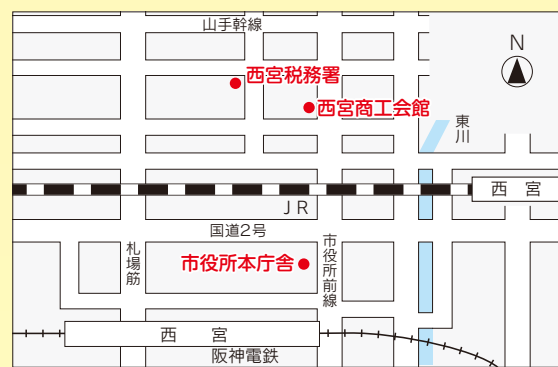 山手幹線
N
西宮税務署
西宮商工会館
東川
西宮
JR
国道2号
札場筋
市役所本庁舎
市役所前線
西宮
阪神電鉄